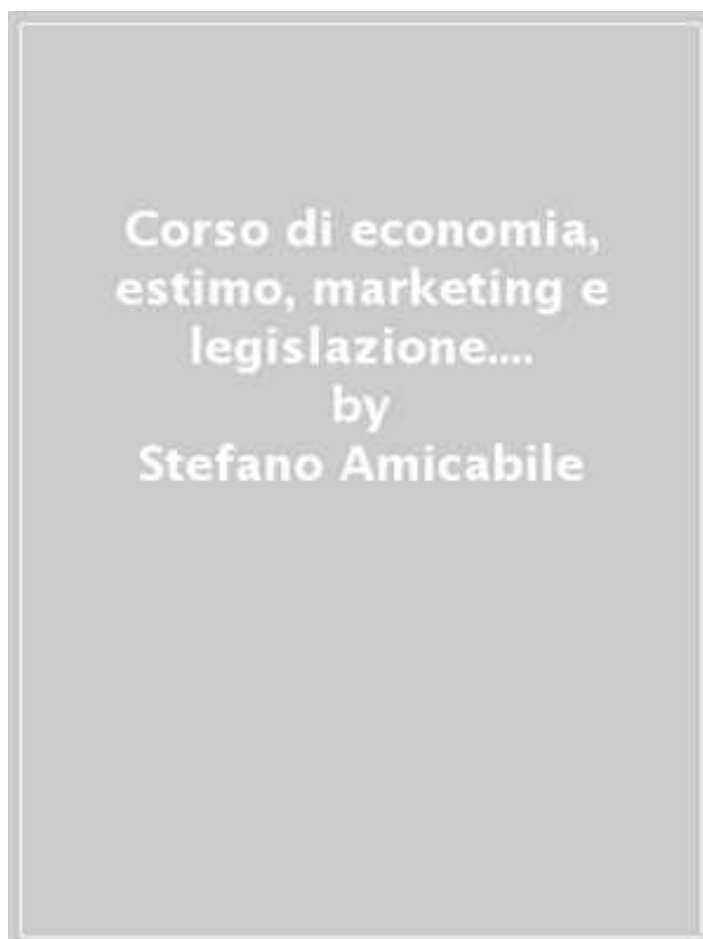 Corso di economia,
estimo, marketing e
legislazione....
by
Stefano Amicabile